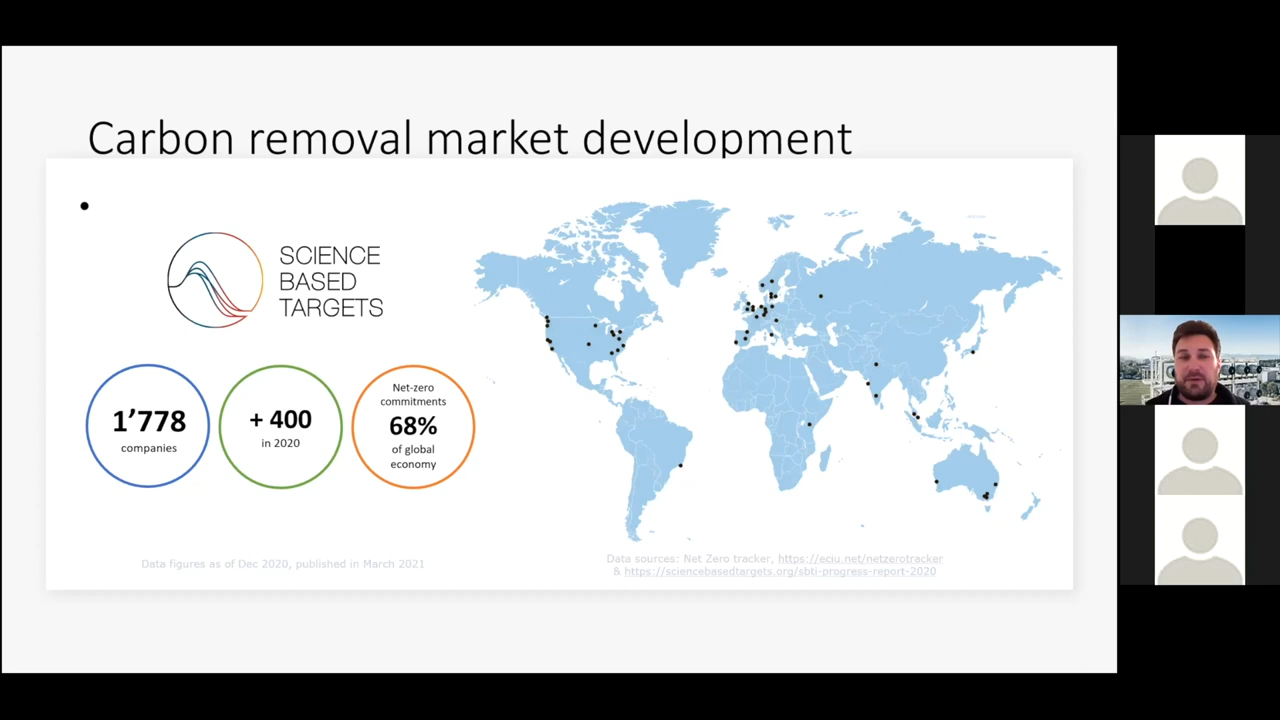 Carbon removal market development
•
SCIENCE
BASED
TARGETS
1’778
companies
+ 400
in 2020
Net-zero
commitments
68%
of global
economy
Data figures as of Dec 2020, published in March 2021
Data sources: Net Zero tracker, https://eciu.net/netzerotracker
& https://sciencebasedtargets.org/sbti-progress-report-2020